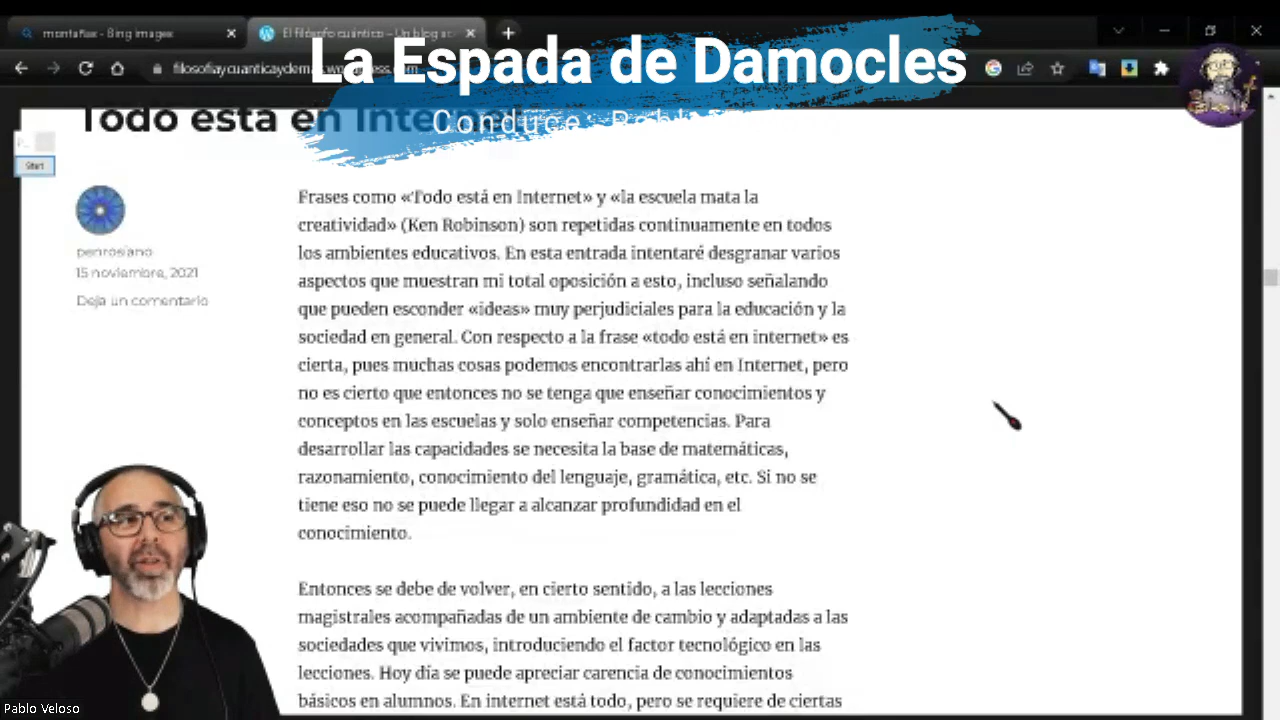 montañas - Bing images
El filósofo cuántico – Un blog ac
La Espada de Damocles
Conduce:
Todo está en Inte
Start
penrosiano
15 noviembre, 2021
Deja un comentario
Frases como «Todo está en Internet» y «la escuela mata la
creatividad» (Ken Robinson) son repetidas continuamente en todos
los ambientes educativos. En esta entrada intentaré desgranar varios
aspectos que muestran mi total oposición a esto, incluso señalando
que pueden esconder «ideas» muy perjudiciales para la educación y la
sociedad en general. Con respecto a la frase «todo está en internet» es
cierta, pues muchas cosas podemos encontrarlas ahí en Internet, pero
no es cierto que entonces no se tenga que enseñar conocimientos y
conceptos en las escuelas y solo enseñar competencias. Para
desarrollar las capacidades se necesita la base de matemáticas,
razonamiento, conocimiento del lenguaje, gramática, etc. Si no se
tiene eso no se puede llegar a alcanzar profundidad en el
conocimiento.
Entonces se debe de volver, en cierto sentido, a las lecciones
magistrales acompañadas de un ambiente de cambio y adaptadas a las
sociedades que vivimos, introduciendo el factor tecnológico en las
lecciones. Hoy día se puede apreciar carencia de conocimientos
básicos en alumnos. En internet está todo, pero se requiere de ciertas
Pablo Veloso